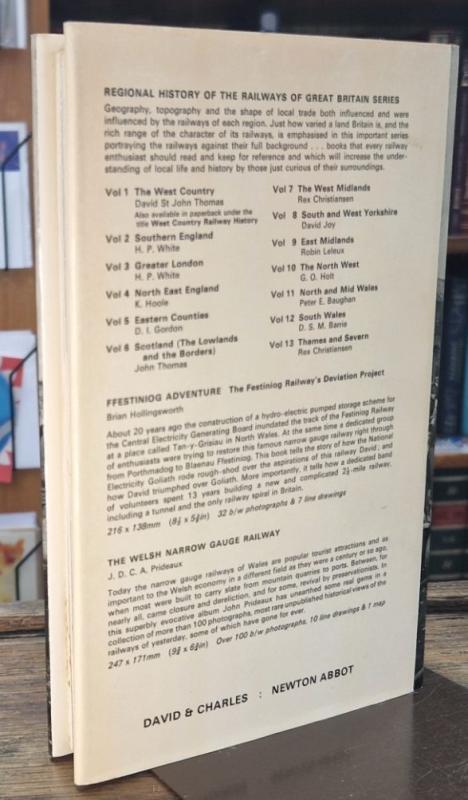 REGIONAL HISTORY OF THE RAILWAYS OF GREAT BRITAIN SERIES
Geography, topography and the shape of local trade both influenced and were
influenced by the railways of each region. Just how varied a land Britain is, and the
rich range of the character of its railways, is emphasised in this important series
portraying the railways against their full background . . . books that every railway
enthusiast should read and keep for reference and which will increase the under-
standing of local life and history by those just curious of their surroundings.
Vol 1 The West Country
David St John Thomas
Also available in paperback under the
title West Country Railway History
Vol 2 Southern England
H. P. White
Vol 3 Greater London
H. P. White
Vol 4 North East England
K. Hoole
Vol 5 Eastern Counties
D. I. Gordon
Vol 6 Scotland (The Lowlands
and the Borders)
John Thomas
Vol 7 The West Midlands
Rex Christiansen
Vol 8 South and West Yorkshire
David Joy
Vol 9 East Midlands
Robin Leleux
Vol 10 The North West
G. O. Holt
Vol 11 North and Mid Wales
Peter E. Baughan
Vol 12 South Wales
D. S. M. Barrie
Vol 13 Thames and Severn
Rex Christiansen
FFESTINIOG ADVENTURE The Festiniog Railway's Deviation Project
Brian Hollingsworth
About 20 years ago the construction of a hydro-electric pumped storage scheme for
the Central Electricity Generating Board inundated the track of the Festiniog Railway
at a place called Tan-y-Grisiau in North Wales. At the same time a dedicated group
of enthusiasts were trying to restore this famous narrow gauge railway right through
from Porthmadog to Blaenau Ffestiniog. This book tells the story of how the National
Electricity Goliath rode rough-shod over the aspirations of this railway David; and
how David triumphed over Goliath. More importantly, it tells how a dedicated band
of volunteers spent 13 years building a new and complicated 2½-mile railway,
including a tunnel and the only railway spiral in Britain.
216 x 138mm (8½ x 5½in) 32 b/w photographs & 7 line drawings
THE WELSH NARROW GAUGE RAILWAY
J. D. C. A. Prideaux
Today the narrow gauge railways of Wales are popular tourist attractions and as
important to the Welsh economy in a different field as they were a century or so ago,
when most were built to carry slate from mountain quarries to ports. Between, for
nearly all, came closure and dereliction, and for some, revival by preservationists. In
this superbly evocative album John Prideaux has unearthed some real gems in a
collection of more than 100 photographs, most rare unpublished historical views of the
railways of yesterday, some of which have gone for ever.
247 x 171mm (9¾ x 6¾in) Over 100 b/w photographs, 10 line drawings & 1 map
DAVID & CHARLES : NEWTON ABBOT